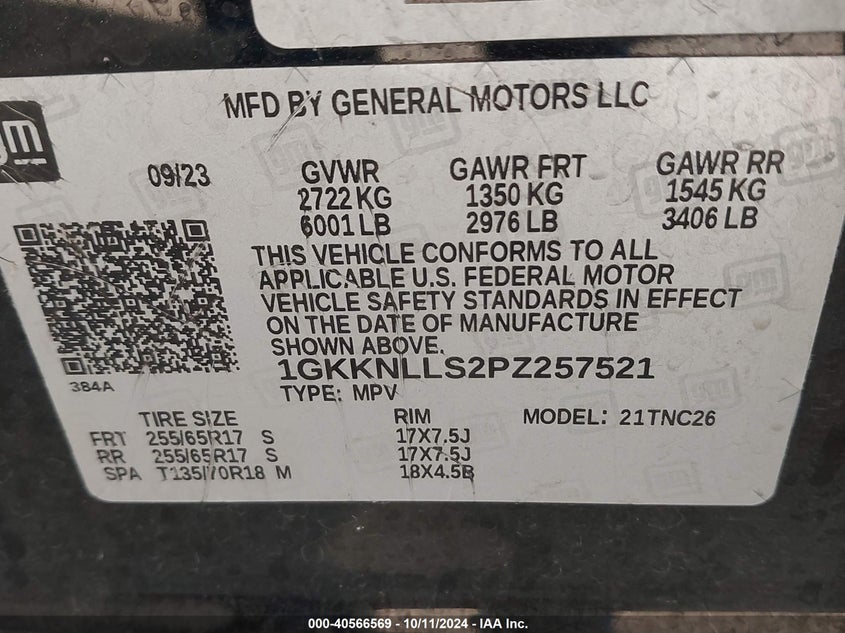 gm
MFD BY GENERAL MOTORS LLC
09/23 GVWR GAWR FRT GAWR RR
2722 KG 1350 KG 1545 KG
6001 LB 2976 LB 3406 LB
THIS VEHICLE CONFORMS TO ALL
APPLICABLE U.S. FEDERAL MOTOR
VEHICLE SAFETY STANDARDS IN EFFECT
ON THE DATE OF MANUFACTURE
SHOWN ABOVE.
1GKKNLLS2PZ257521
384A
TYPE: MPV
TIRE SIZE RIM MODEL: 21TNC26
FRT 255/65R17 S 17X7.5J
RR 255/65R17 S 17X7.5J
SPA T135/70R18 M 18X4.5B
000-40566569 - 10/11/2024 - IAA Inc.